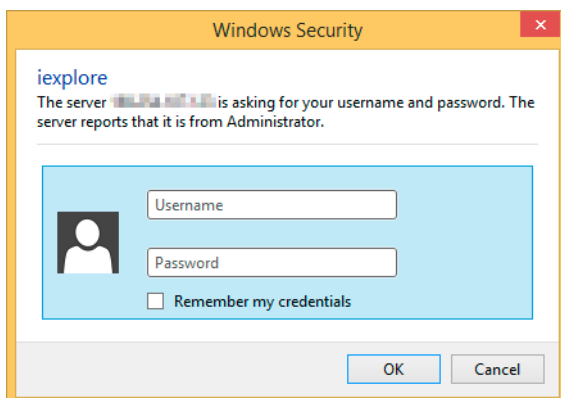 Windows Security
iexplore
The server is asking for your username and password. The
server reports that it is from Administrator.
Username
Password
Remember my credentials
OK Cancel